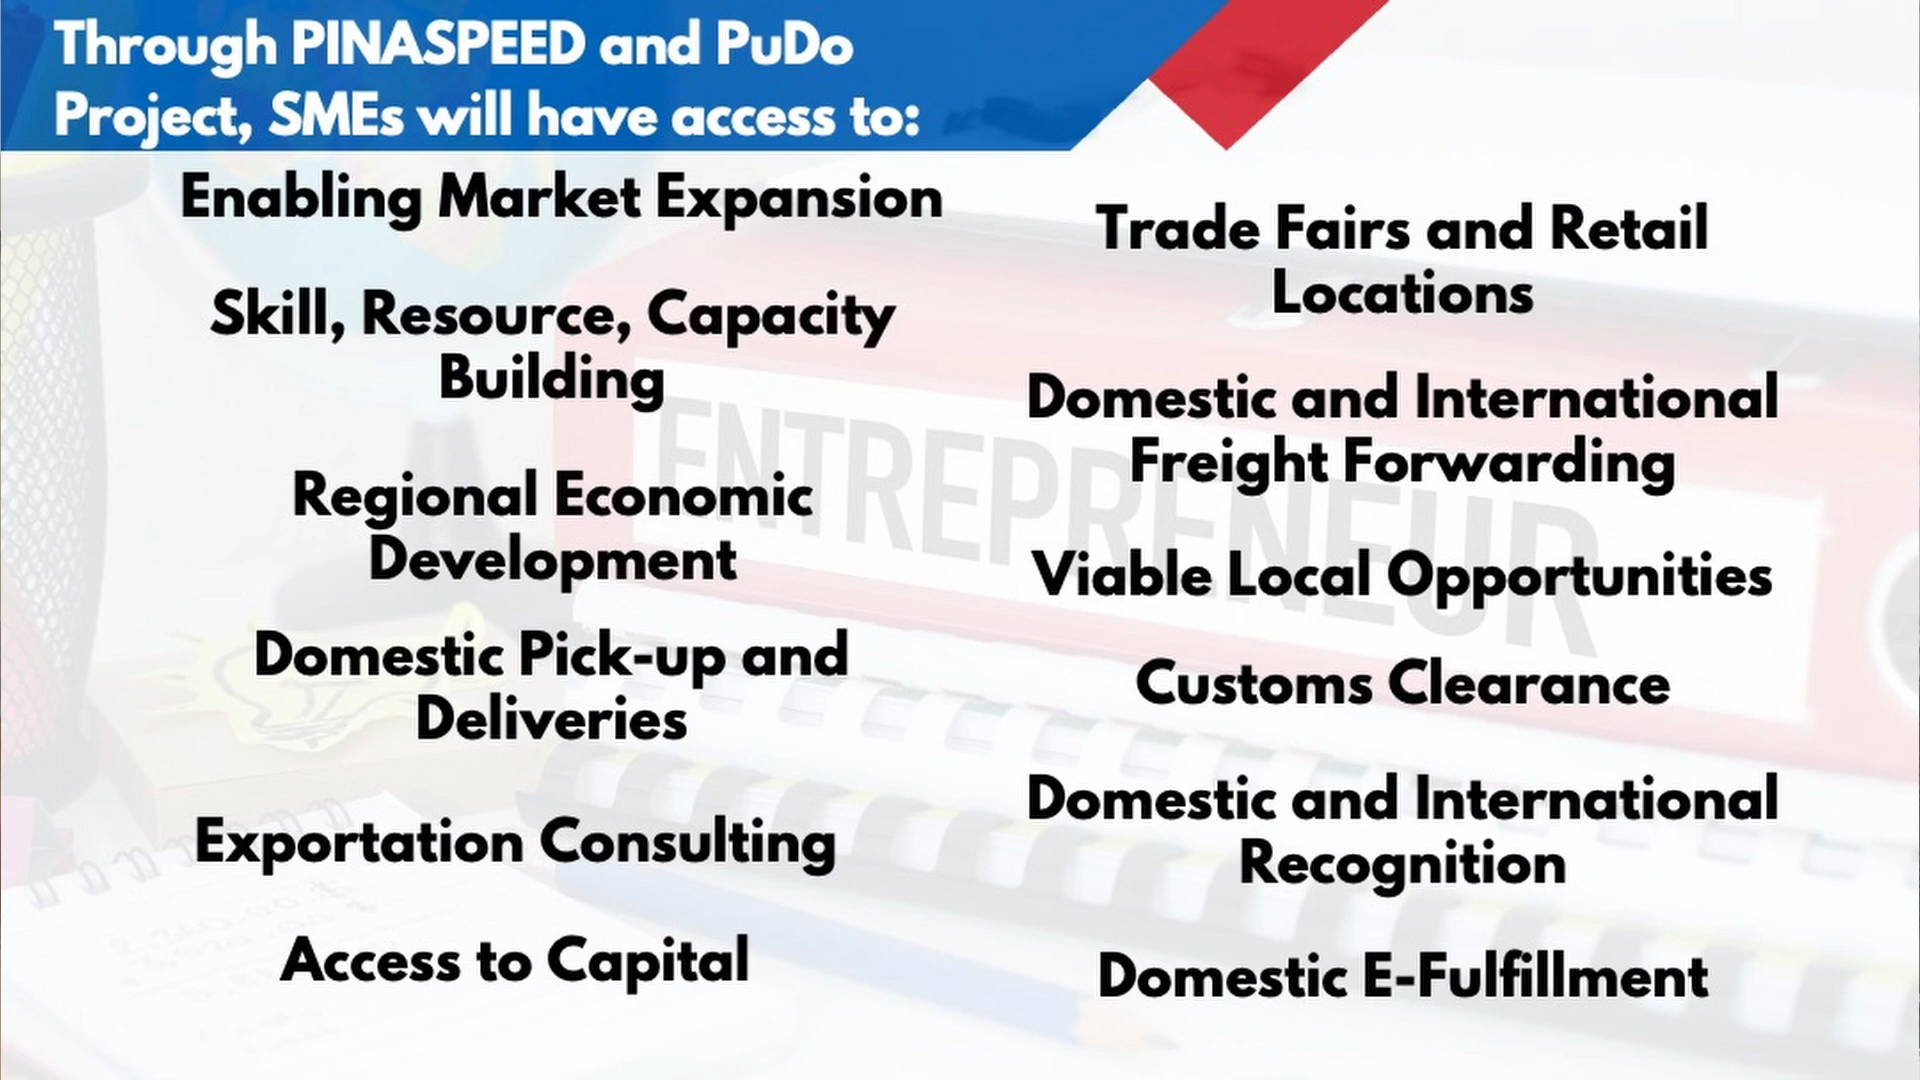 Through PINASPEED and PuDo
Project, SMEs will have access to:
Enabling Market Expansion
Skill, Resource, Capacity
Building
Regional Economic
Development
Domestic Pick-up and
Deliveries
Exportation Consulting
Access to Capital
Trade Fairs and Retail
Locations
Domestic and International
Freight Forwarding
Viable Local Opportunities
Customs Clearance
Domestic and International
Recognition
Domestic E-Fulfillment
ENTREPRENEUR